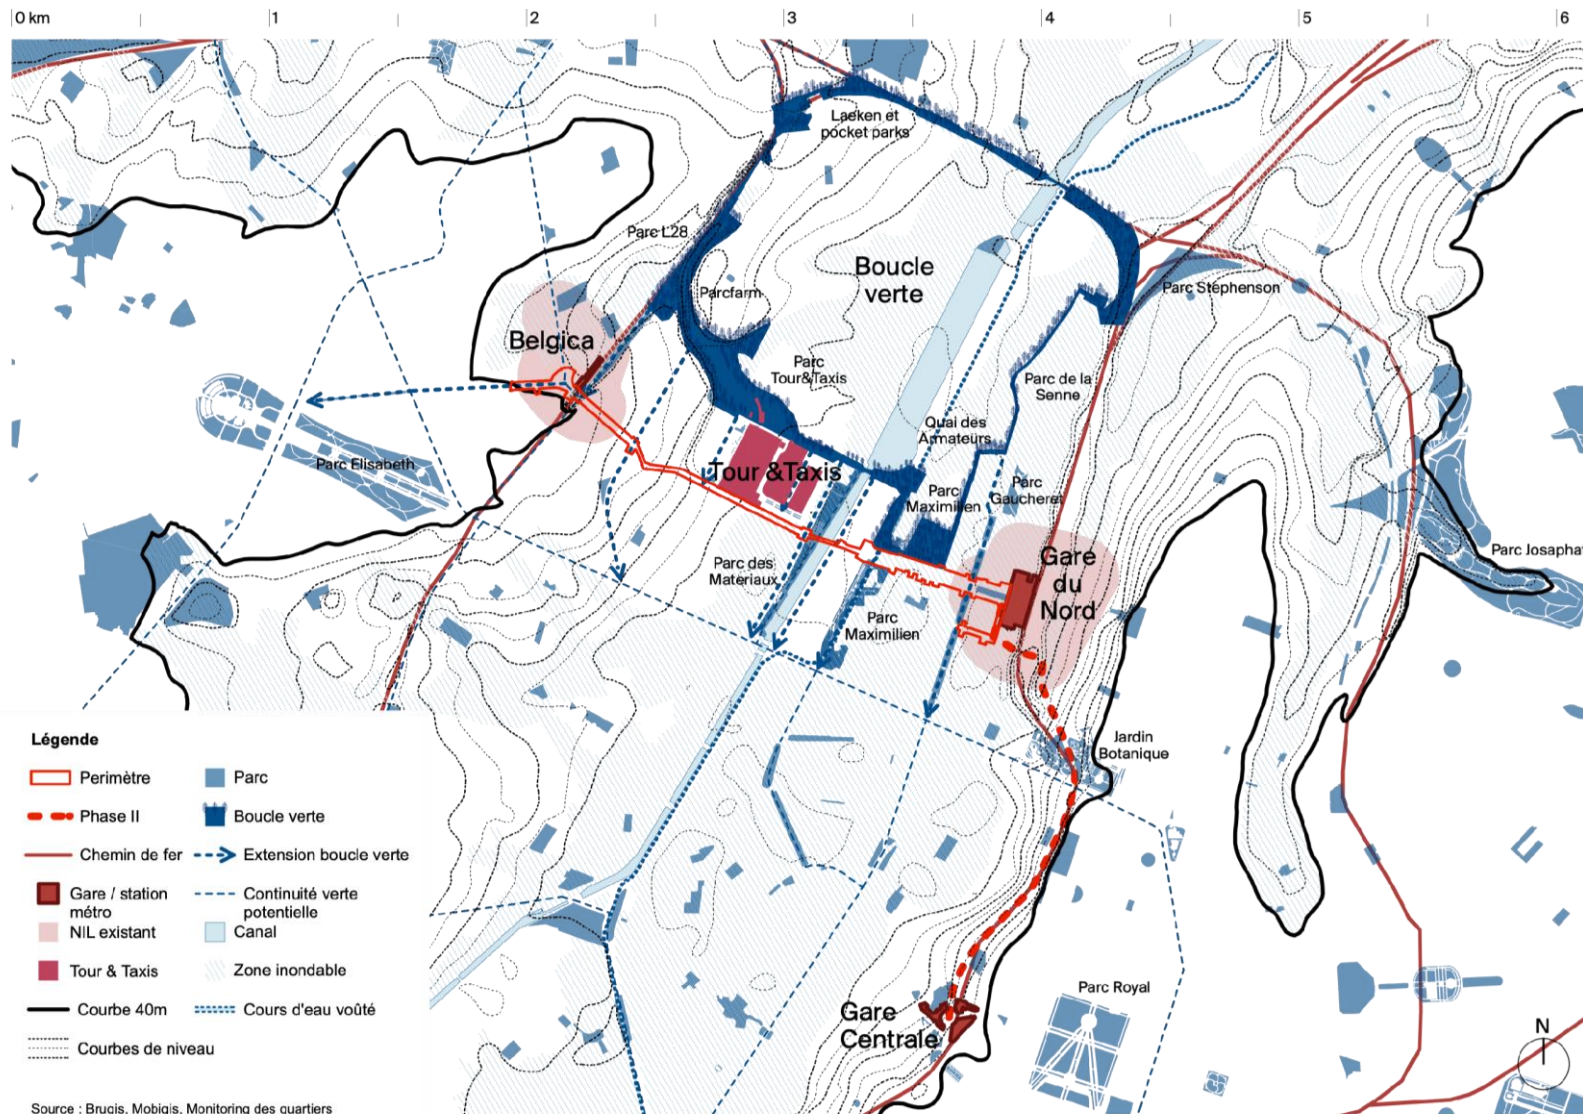 0 km 1 2 3 4 5 6
Laeken et
pocket parks
Parc L28
Boucle
verte
Parc Stephenson
Parcfarm
Belgica
Parc
Tour&Taxis
Parc de la
Senne
Quai des
Armateurs
Parc Elisabeth
Tour &Taxis
Parc
Maximilien
Parc
Gaucheret
Gare
du
Nord
Parc Josaphat
Parc des
Materiaux
Parc
Maximilien
Jardin
Botanique
Légende
Perimètre
Parc
Phase II
Boucle verte
Chemin de fer
Extension boucle verte
Gare / station
métro
Continuité verte
potentielle
NIL existant
Canal
Tour & Taxis
Zone inondable
Courbe 40m
Cours d'eau voûté
Courbes de niveau
Parc Royal
Gare
Centrale
N
Source : Brugis, Mobigis, Monitoring des quartiers